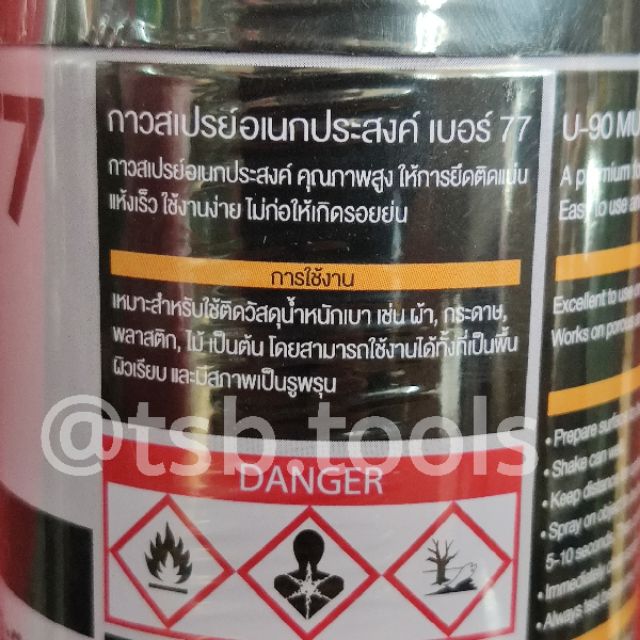 77
กาวสเปรย์อเนกประสงค์ เบอร์ 77
กาวสเปรย์อเนกประสงค์ คุณภาพสูง ให้การยึดติดแน่น
แห้งเร็ว ใช้งานง่าย ไม่ก่อให้เกิดรอยย่น
การใช้งาน
เหมาะสำหรับใช้ติดวัสดุน้ำหนักเบา เช่น ผ้า, กระดาษ,
พลาสติก, ไม้ เป็นต้น โดยสามารถใช้งานได้ทั้งที่เป็นพื้น
ผิวเรียบ และมีสภาพเป็นรูพรุน
@tsb.tools
DANGER
U-90 MU
A premium
Easy to use an
Excellent to use
Works on porous
• Prepare surfa
• Shake can we
• Keep distance
• Spray on obje
5-10 second
• Immediately
• Always test be